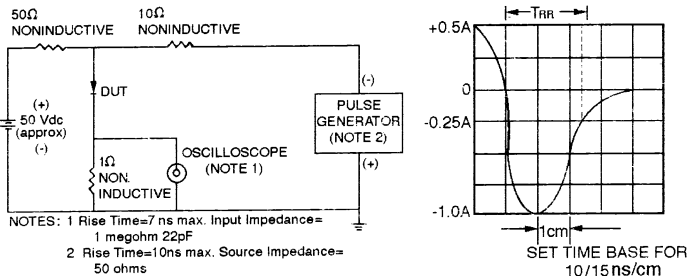 50Ω
NONINDUCTIVE
10Ω
NONINDUCTIVE
DUT
(+)
50 Vdc
(approx)
(-)
1Ω
NON.
INDUCTIVE
OSCILLOSCOPE
(NOTE 1)
(-)
PULSE
GENERATOR
(NOTE 2)
(+)
NOTES: 1 Rise Time=7 ns max. Input Impedance=
1 megohm 22pF
2 Rise Time=10ns max. Source Impedance=
50 ohms
TRR
+0.5A
0
-0.25A
-1.0A
1cm
SET TIME BASE FOR
10/15 ns/cm